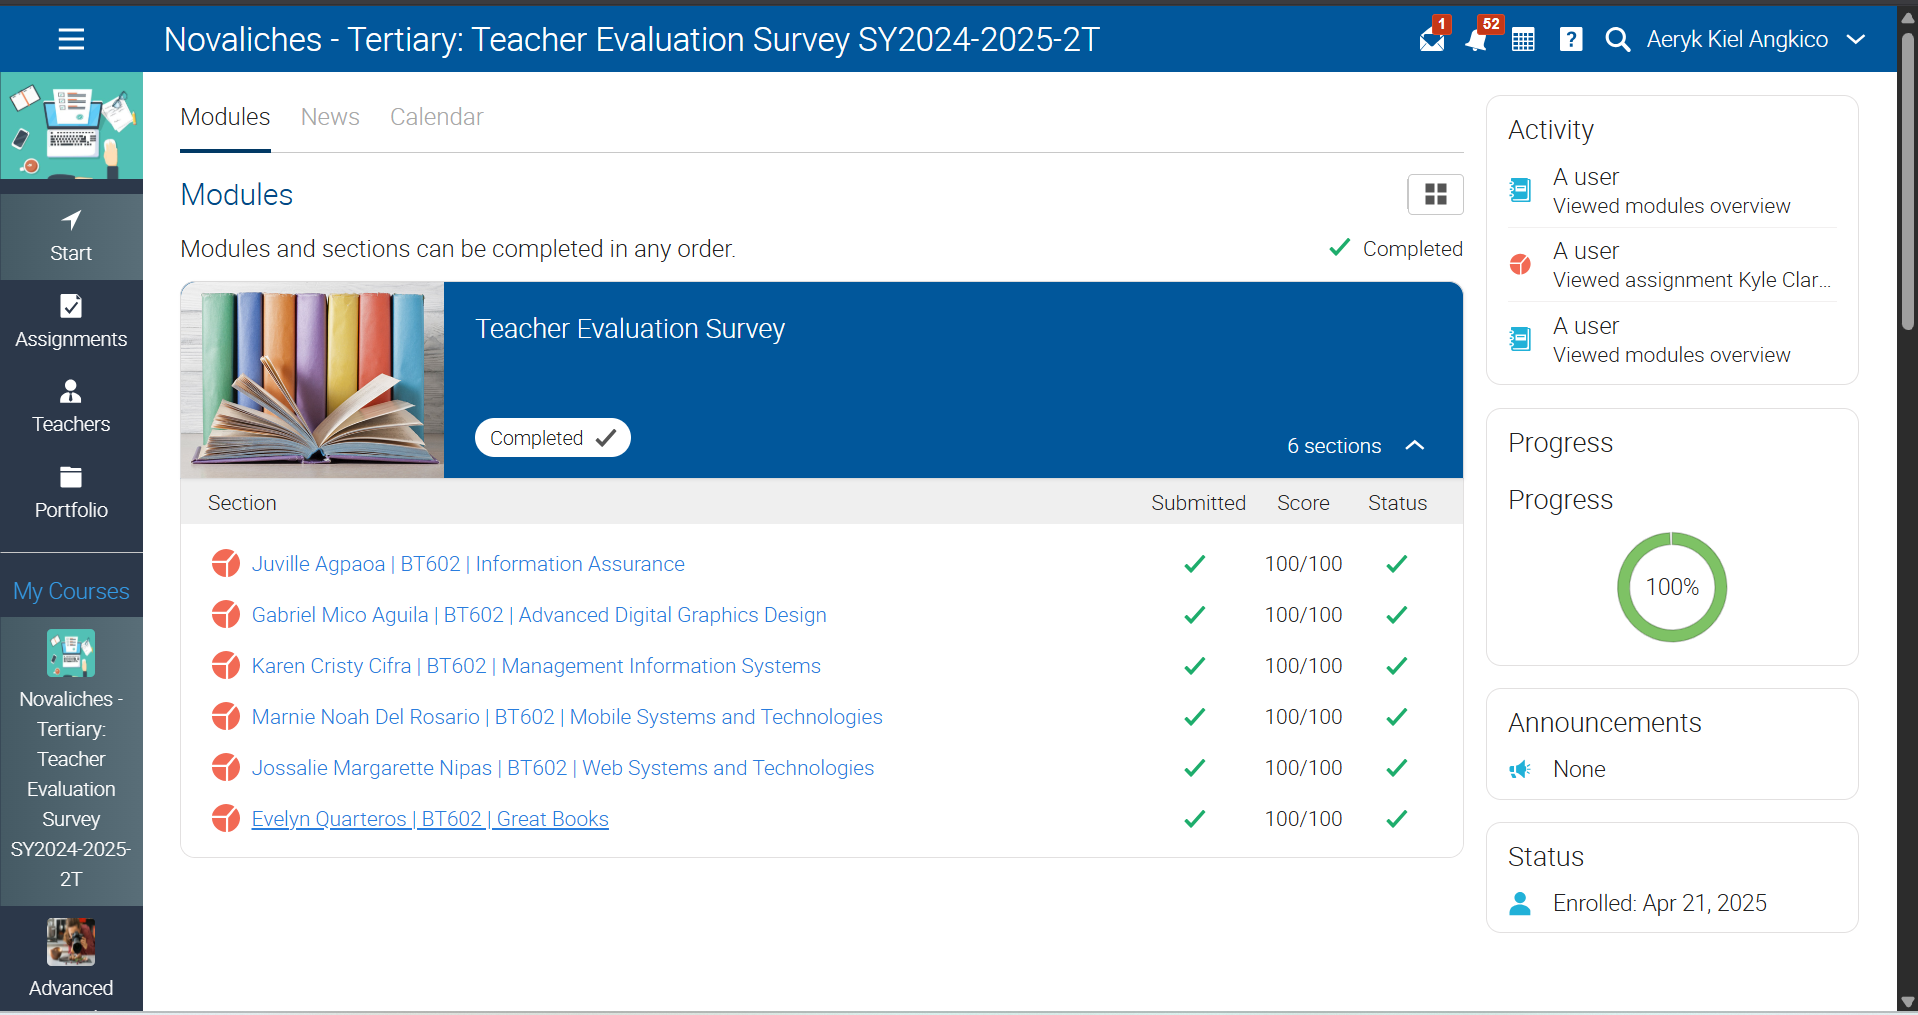 Novaliches - Tertiary: Teacher Evaluation Survey SY2024-2025-2T
1
52
?
Aeryk Kiel Angkico
Start
Assignments
Teachers
Portfolio
My Courses
Novaliches -
Tertiary:
Teacher
Evaluation
Survey
SY2024-2025-
2T
Advanced
Modules News Calendar
Modules
Modules and sections can be completed in any order.
Completed
Teacher Evaluation Survey
Completed
6 sections
Section Submitted Score Status
Juville Agpaoa | BT602 | Information Assurance 100/100
Gabriel Mico Aguila | BT602 | Advanced Digital Graphics Design 100/100
Karen Cristy Cifra | BT602 | Management Information Systems 100/100
Marnie Noah Del Rosario | BT602 | Mobile Systems and Technologies 100/100
Jossalie Margarette Nipas | BT602 | Web Systems and Technologies 100/100
Evelyn Quarteros | BT602 | Great Books 100/100
Activity
A user
Viewed modules overview
A user
Viewed assignment Kyle Clar...
A user
Viewed modules overview
Progress
Progress
100%
Announcements
None
Status
Enrolled: Apr 21, 2025